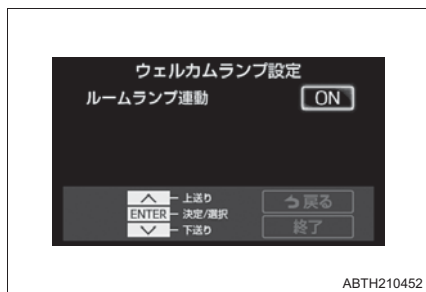 ウェルカムランプ設定
ルームランプ連動 ON
上送り
ENTER 決定/選択
下送り
戻る
終了
ABTH210452